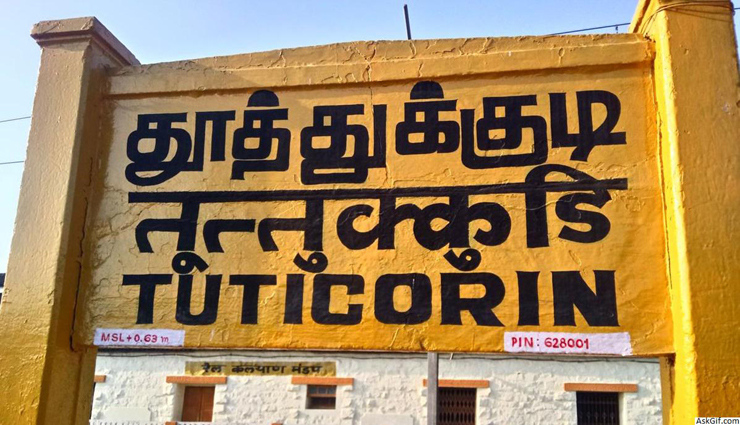 தூத்துக்குடி
तूत्तुक्कुडि
TUTICORIN
MSL+0.63 m
PIN: 628001
रेल कल्याण मंडप
AskGif.com